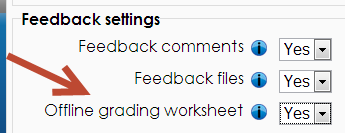 Feedback settings
Feedback comments Yes
Feedback files Yes
Offline grading worksheet Yes